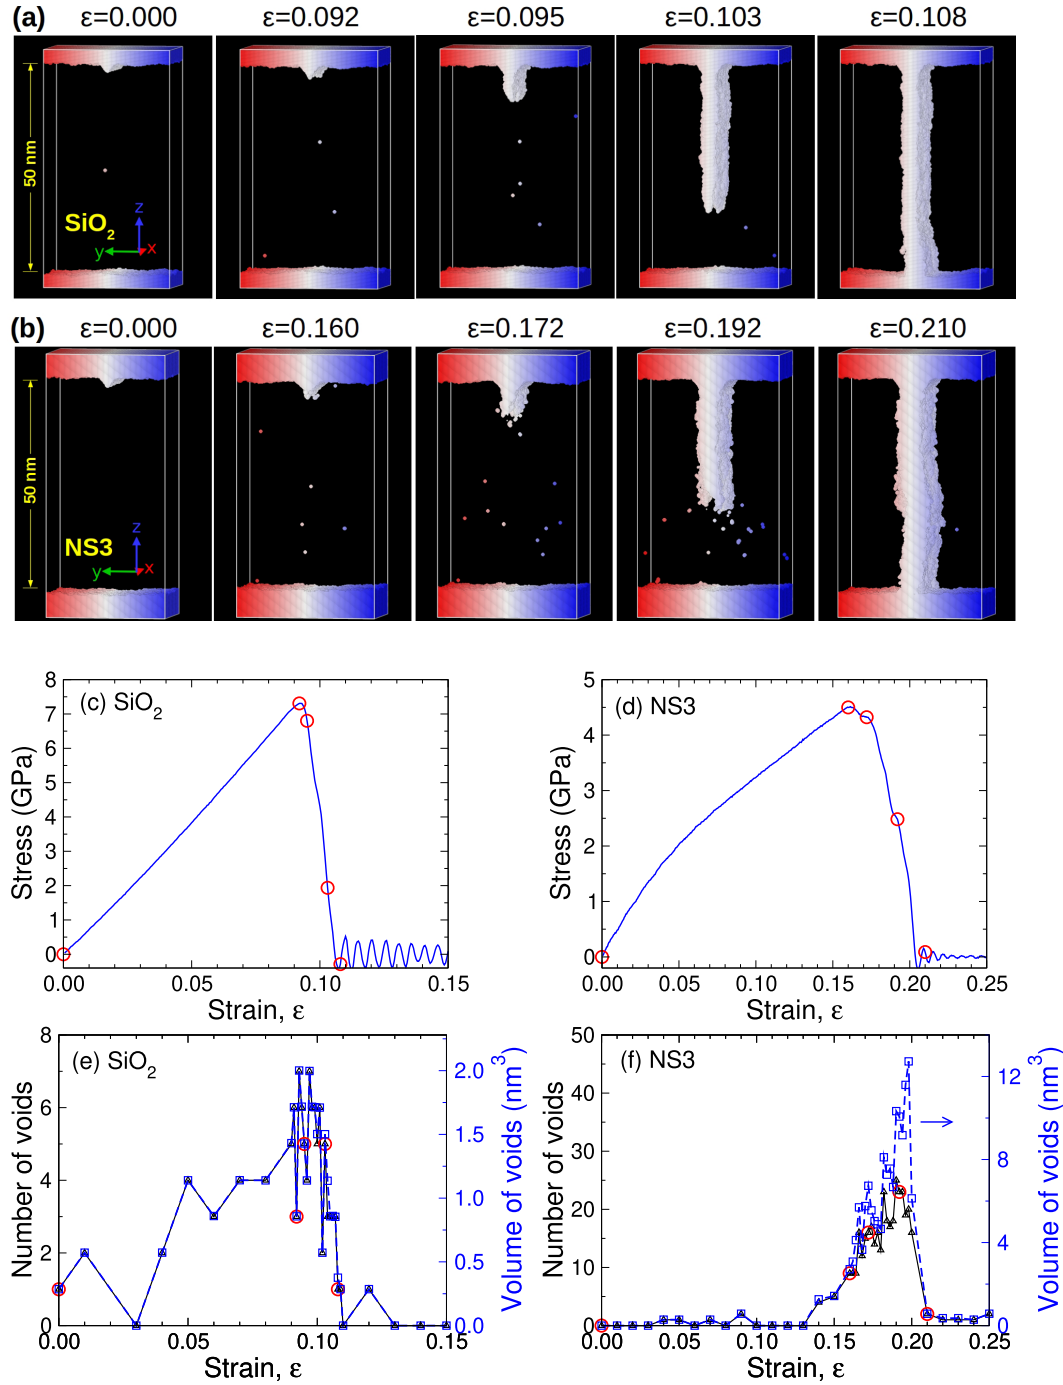 (a) ε=0.000 ε=0.092 ε=0.095 ε=0.103 ε=0.108
50 nm
SiO2
z
y x
(b) ε=0.000 ε=0.160 ε=0.172 ε=0.192 ε=0.210
50 nm
NS3
z
y x
(c) SiO2
8
7
6
5
4
3
2
1
0
Stress (GPa)
0.00 0.05 0.10 0.15
Strain, ε
(d) NS3
5
4
3
2
1
0
Stress (GPa)
0.00 0.05 0.10 0.15 0.20 0.25
Strain, ε
(e) SiO2
8
6
4
2
0
Number of voids
2.0
1.5
1.0
0.5
0.0
Volume of voids (nm3)
0.00 0.05 0.10 0.15
Strain, ε
(f) NS3
50
40
30
20
10
0
Number of voids
12
8
4
0
Volume of voids (nm3)
0.00 0.05 0.10 0.15 0.20 0.25
Strain, ε